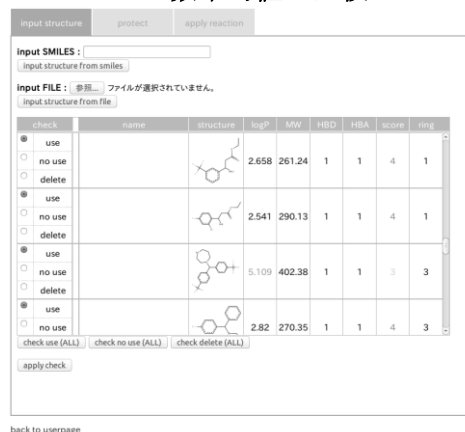 input structure protect apply reaction
input SMILES :
input structure from smiles
input FILE : 参照... ファイルが選択されていません。
input structure from file
check name structure logP MW HBD HBA score ring
use
no use 2.658 261.24 1 1 4 1
delete
use
no use 2.541 290.13 1 1 4 1
delete
use
no use 5.109 402.38 1 1 3 3
delete
use
no use 2.82 270.35 1 1 4 3
check use (ALL) check no use (ALL) check delete (ALL)
apply check
back to userpage